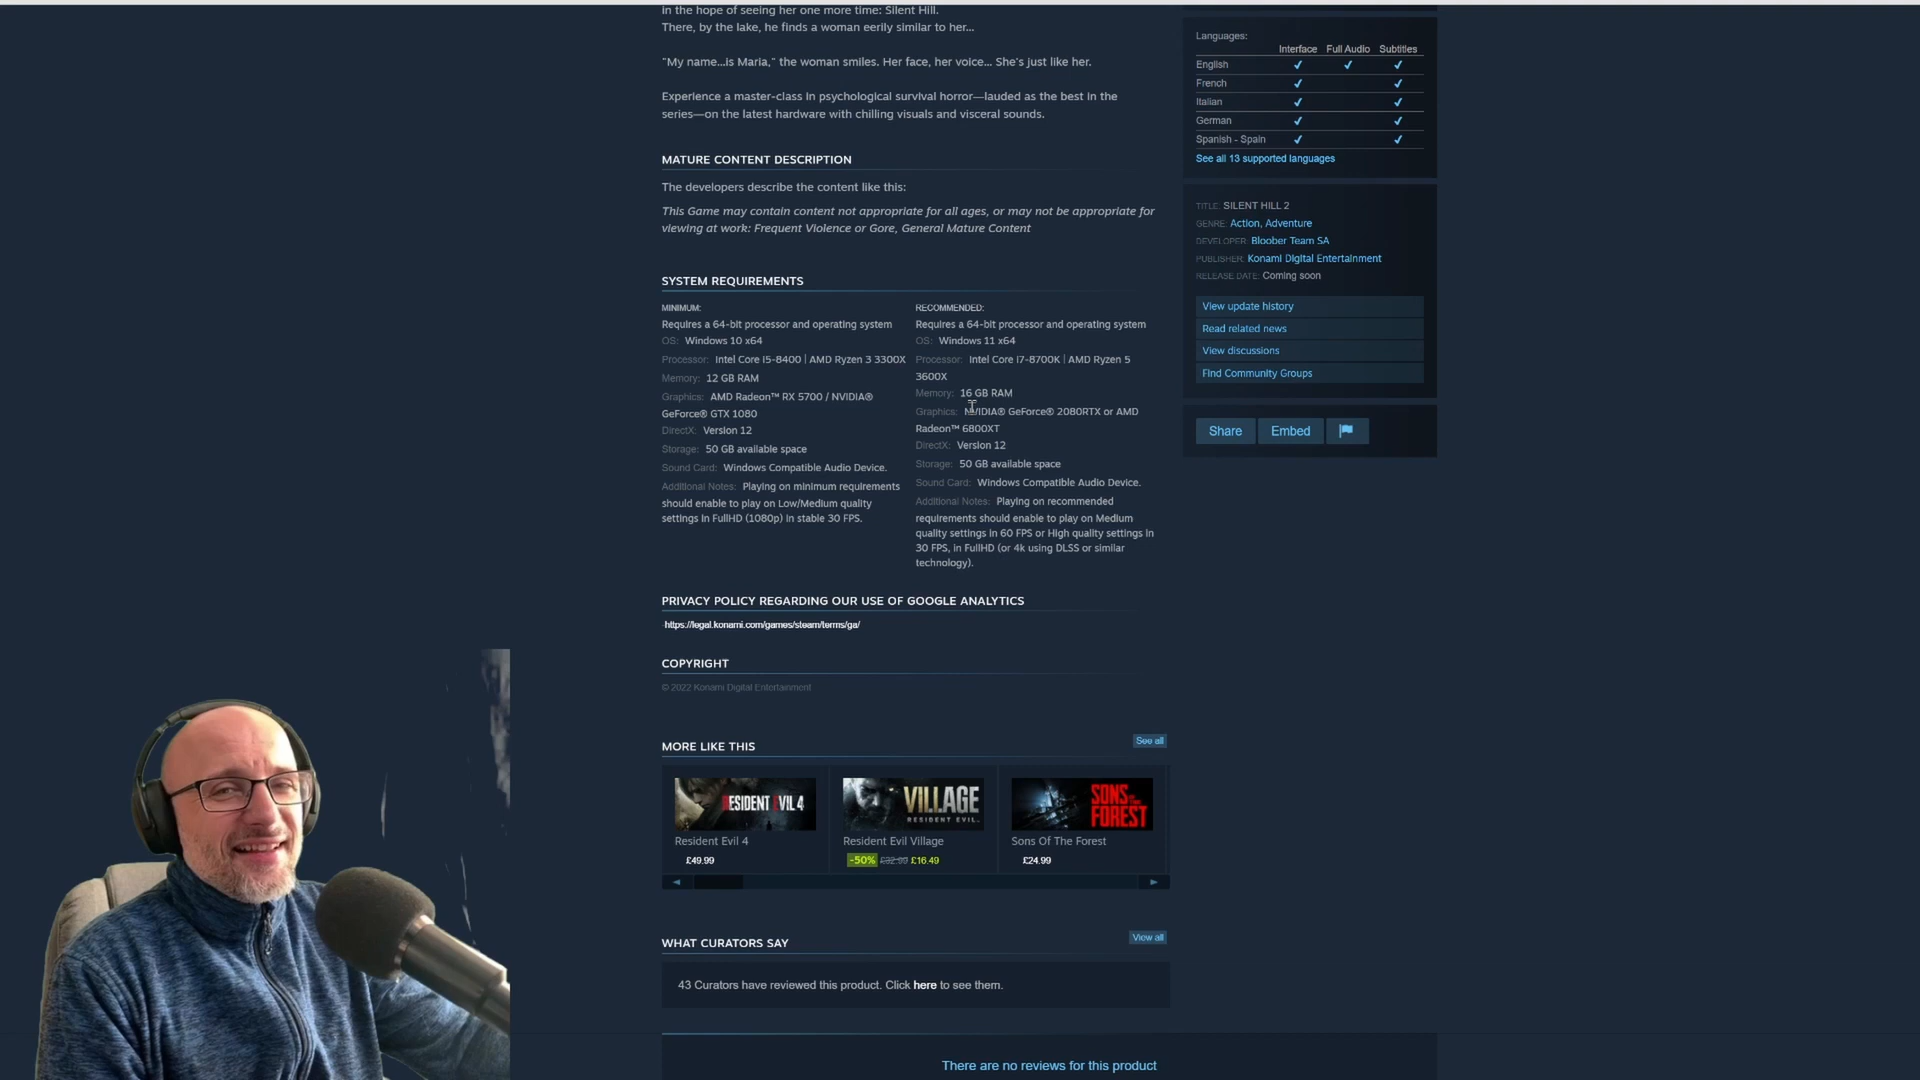 in the hope of seeing her one more time: Silent Hill.
There, by the lake, he finds a woman eerily similar to her...
"My name...is Maria," the woman smiles. Her face, her voice... She's just like her.
Experience a master-class in psychological survival horror—lauded as the best in the
series—on the latest hardware with chilling visuals and visceral sounds.
MATURE CONTENT DESCRIPTION
The developers describe the content like this:
This Game may contain content not appropriate for all ages, or may not be appropriate for
viewing at work: Frequent Violence or Gore, General Mature Content
SYSTEM REQUIREMENTS
MINIMUM:
Requires a 64-bit processor and operating system
OS: Windows 10 x64
Processor: Intel Core i5-8400 | AMD Ryzen 3 3300X
Memory: 12 GB RAM
Graphics: AMD Radeon™ RX 5700 / NVIDIA®
GeForce® GTX 1080
DirectX: Version 12
Storage: 50 GB available space
Sound Card: Windows Compatible Audio Device.
Additional Notes: Playing on minimum requirements
should enable to play on Low/Medium quality
settings in FullHD (1080p) in stable 30 FPS.
RECOMMENDED:
Requires a 64-bit processor and operating system
OS: Windows 11 x64
Processor: Intel Core i7-8700K | AMD Ryzen 5
3600X
Memory: 16 GB RAM
Graphics: NVIDIA® GeForce® 2080RTX or AMD
Radeon™ 6800XT
DirectX: Version 12
Storage: 50 GB available space
Sound Card: Windows Compatible Audio Device.
Additional Notes: Playing on recommended
requirements should enable to play on Medium
quality settings in 60 FPS or High quality settings in
30 FPS, in FullHD (or 4k using DLSS or similar
technology).
PRIVACY POLICY REGARDING OUR USE OF GOOGLE ANALYTICS
https://legal.konami.com/games/steam/terms/ga/
COPYRIGHT
© 2022 Konami Digital Entertainment
MORE LIKE THIS
See all
RESIDENT EVIL 4
VILLAGE
RESIDENT EVIL.
SONS OF THE FOREST
Resident Evil 4
Resident Evil Village
Sons Of The Forest
£49.99
-50% £32.99 £16.49
£24.99
WHAT CURATORS SAY
View all
43 Curators have reviewed this product. Click here to see them.
There are no reviews for this product
Languages:
Interface Full Audio Subtitles
English ✔ ✔ ✔
French ✔ ✔
Italian ✔ ✔
German ✔ ✔
Spanish - Spain ✔ ✔
See all 13 supported languages
TITLE: SILENT HILL 2
GENRE: Action, Adventure
DEVELOPER: Bloober Team SA
PUBLISHER: Konami Digital Entertainment
RELEASE DATE: Coming soon
View update history
Read related news
View discussions
Find Community Groups
Share Embed